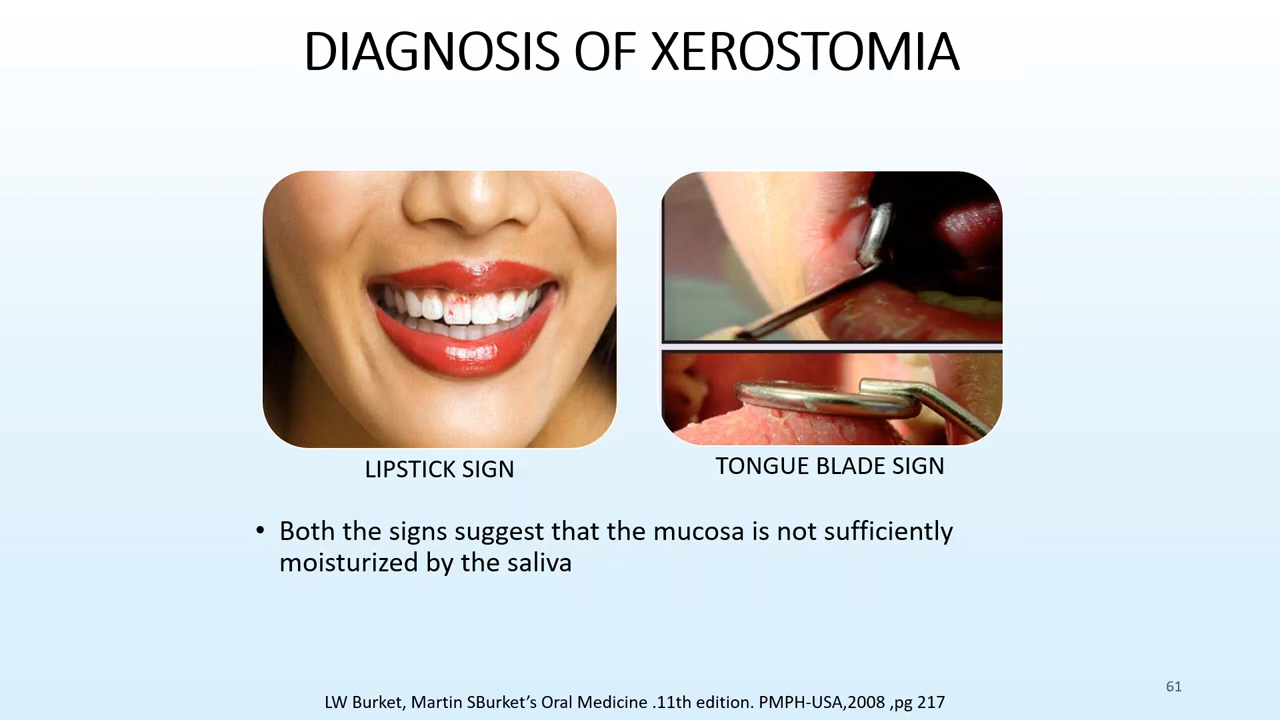 DIAGNOSIS OF XEROSTOMIA
LIPSTICK SIGN
TONGUE BLADE SIGN
• Both the signs suggest that the mucosa is not sufficiently
moisturized by the saliva
61
LW Burket, Martin SBurket’s Oral Medicine .11th edition. PMPH-USA,2008 ,pg 217